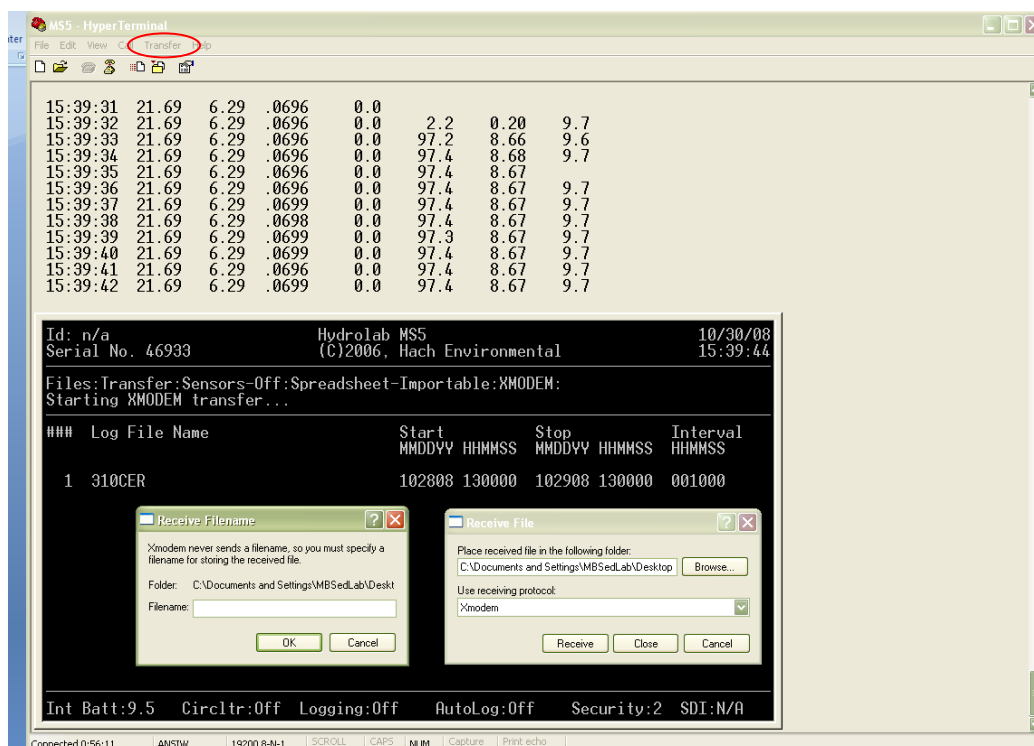 MS5 - HyperTerminal
File Edit View Call Transfer Help
15:39:31 21.69 6.29 .0696 0.0
15:39:32 21.69 6.29 .0696 0.0 2.2 0.20 9.7
15:39:33 21.69 6.29 .0696 0.0 97.2 8.66 9.6
15:39:34 21.69 6.29 .0696 0.0 97.4 8.68 9.7
15:39:35 21.69 6.29 .0696 0.0 97.4 8.67
15:39:36 21.69 6.29 .0696 0.0 97.4 8.67 9.7
15:39:37 21.69 6.29 .0699 0.0 97.4 8.67 9.7
15:39:38 21.69 6.29 .0698 0.0 97.4 8.67 9.7
15:39:39 21.69 6.29 .0699 0.0 97.3 8.67 9.7
15:39:40 21.69 6.29 .0699 0.0 97.4 8.67 9.7
15:39:41 21.69 6.29 .0696 0.0 97.4 8.67 9.7
15:39:42 21.69 6.29 .0699 0.0 97.4 8.67 9.7
Id: n/a Hydrolab MS5 10/30/08
Serial No. 46933 (C)2006, Hach Environmental 15:39:44
Files:Transfer:Sensors-Off:Spreadsheet-Importable:XMODEM:
Starting XMODEM transfer...
### Log File Name Start Stop Interval
MMDDYY HHMMSS MMDDYY HHMMSS HHMMSS
1 310CER 102808 130000 102908 130000 001000
Receive Filename
Xmodem never sends a filename, so you must specify a
filename for storing the received file.
Folder: C:\Documents and Settings\MBSedLab\Deskt
Filename:
OK Cancel
Receive File
Place received file in the following folder:
C:\Documents and Settings\MBSedLab\Desktop Browse...
Use receiving protocol:
Xmodem
Receive Close Cancel
Int Batt:9.5 Circltr:Off Logging:Off AutoLog:Off Security:2 SDI:N/A
Connected 0:56:11 ANSIW 19200 8-N-1 SCROLL CAPS NUM Capture Print echo